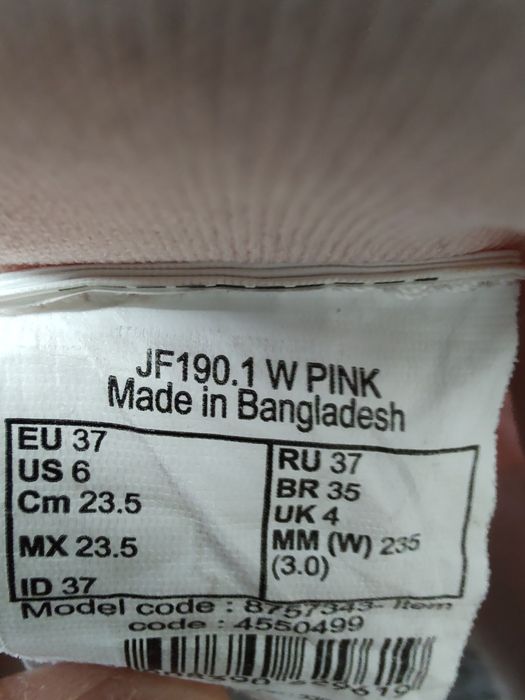 JF190.1 W PINK
Made in Bangladesh
EU 37
US 6
Cm 23.5
MX 23.5
ID 37
RU 37
BR 35
UK 4
MM (W) 235
(3.0)
Model code : 8757343- Item
code : 4550499